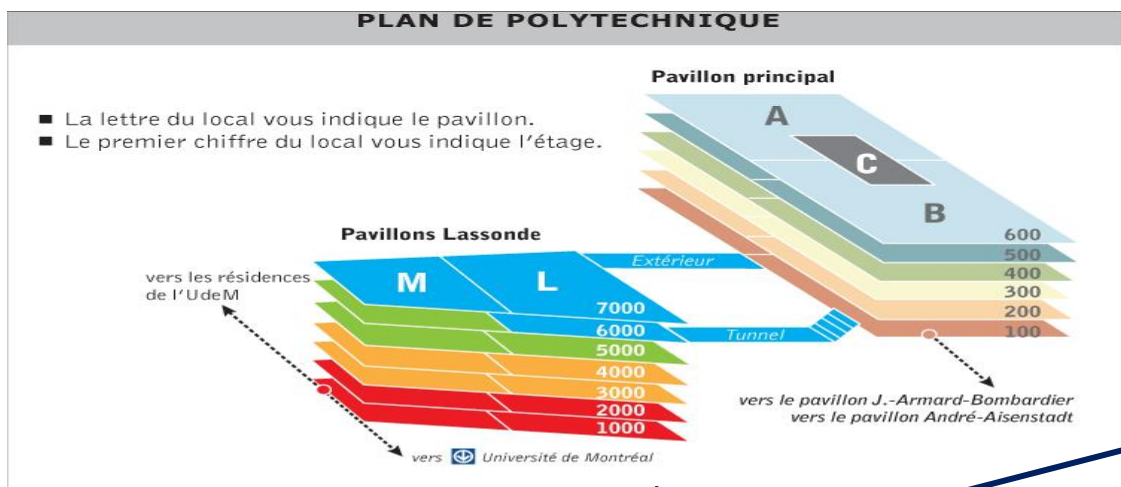 PLAN DE POLYTECHNIQUE
Pavillon principal
■ La lettre du local vous indique le pavillon.
■ Le premier chiffre du local vous indique l'étage.
A
C
B
600
500
400
300
200
100
Pavillons Lassonde
vers les résidences
de l'UdeM
M
L
Extérieur
7000
6000
Tunnel
5000
4000
3000
2000
1000
vers le pavillon J.-Armard-Bombardier
vers le pavillon André-Aisenstadt
vers Université de Montréal